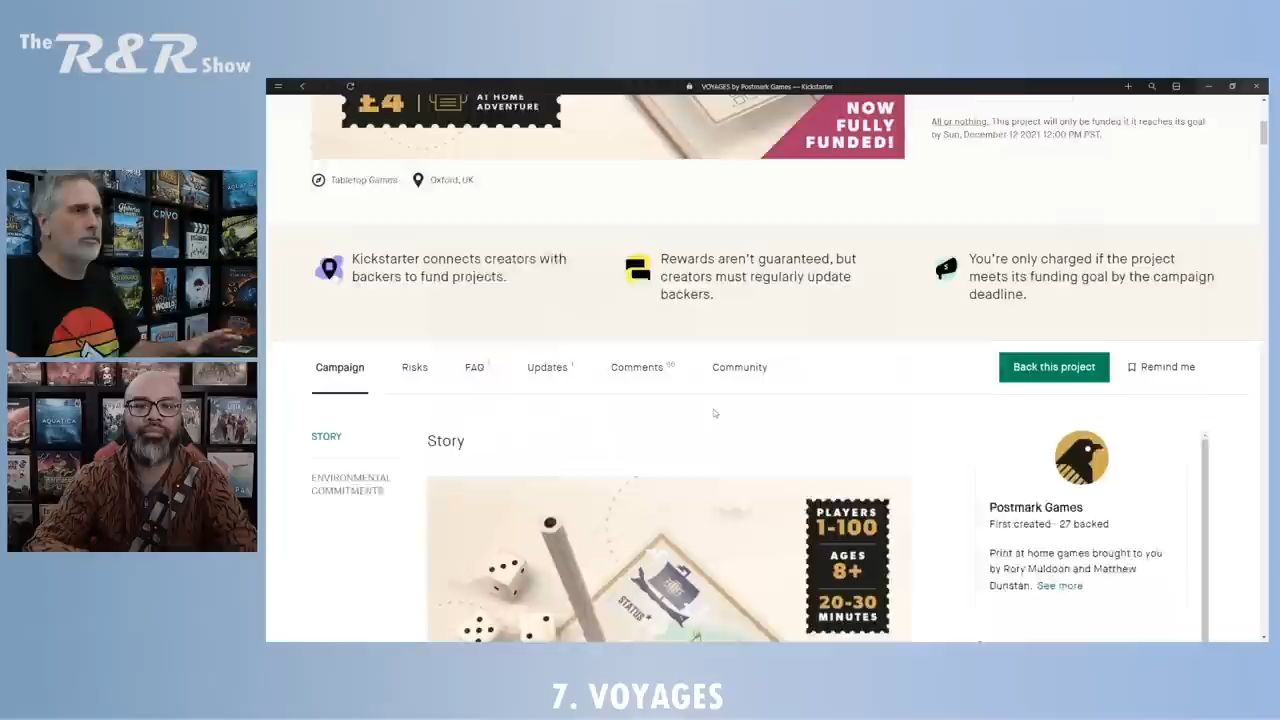 The R&R Show
VOYAGES by Postmark Games — Kickstarter
£4
AT HOME
ADVENTURE
NOW
FULLY
FUNDED!
All or nothing. This project will only be funded if it reaches its goal
by Sun, December 12 2021 12:00 PM PST.
Tabletop Games
Oxford, UK
Kickstarter connects creators with
backers to fund projects.
Rewards aren't guaranteed, but
creators must regularly update
backers.
You're only charged if the project
meets its funding goal by the campaign
deadline.
Campaign
Risks
FAQ
Updates 1
Comments
Community
Back this project
Remind me
STORY
ENVIRONMENTAL
COMMITMENTS
Story
PLAYERS
1-100
AGES
8+
20-30
MINUTES
STATUS*
Postmark Games
First created · 27 backed
Print at home games brought to you
by Rory Muldoon and Matthew
Dunstan. See more
CRYO
AQUATICA
7. VOYAGES